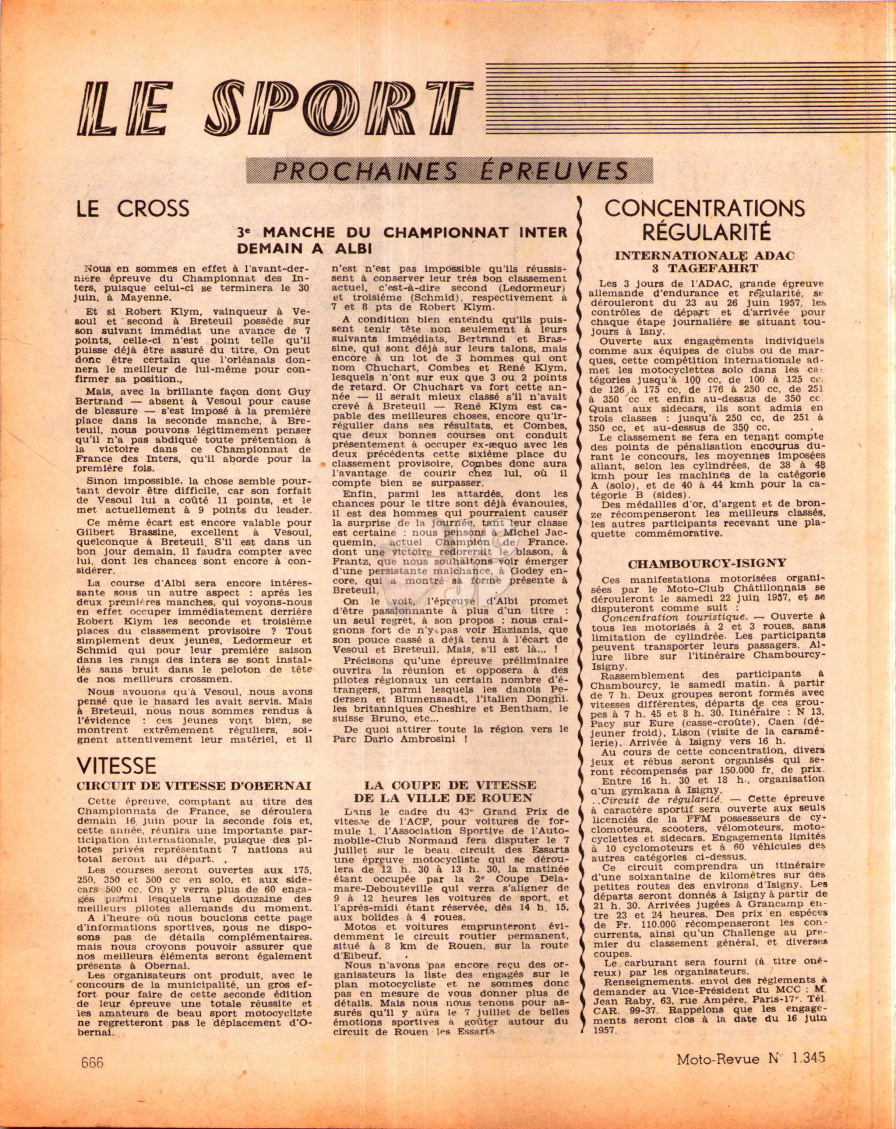 LE SPORT
PROCHAINES ÉPREUVES
LE CROSS
3e MANCHE DU CHAMPIONNAT INTER
DEMAIN A ALBI
Nous en sommes en effet à l'avant-der-
nière épreuve du Championnat des In-
ters, puisque celui-ci se terminera le 30
juin, à Mayenne.
Et si Robert Klym, vainqueur à Ve-
soul et second à Breteuil possède sur
son suivant immédiat une avance de 7
points, celle-ci n'est point telle qu'il
puisse déjà être assuré du titre. On peut
donc être certain que l'orléanais don-
nera le meilleur de lui-même pour con-
firmer sa position.,
Mais, avec la brillante façon dont Guy
Bertrand — absent à Vesoul pour cause
de blessure — s'est imposé à la première
place dans la seconde manche, à Bre-
teuil, nous pouvons légitimement penser
qu'il n'a pas abdiqué toute prétention à
la victoire dans ce Championnat de
France des Inters, qu'il aborde pour la
première fois.
Sinon impossible, la chose semble pour-
tant devoir être difficile, car son forfait
de Vesoul lui a coûté 11 points, et le
met actuellement à 9 points du leader.
Ce même écart est encore valable pour
Gilbert Brassine, excellent à Vesoul,
quelconque à Breteuil. S'il est dans un
bon jour demain, il faudra compter avec
lui, dont les chances sont encore à con-
sidérer.
La course d'Albi sera encore intéres-
sante sous un autre aspect : après les
deux premières manches, qui voyons-nous
en effet occuper immédiatement derrière
Robert Klym les seconde et troisième
places du classement provisoire ? Tout
simplement deux jeunes, Ledormeur et
Schmid qui pour leur première saison
dans les rangs des inters se sont instal-
lés sans bruit dans le peloton de tête
de nos meilleurs crossmen.
Nous avouons qu'à Vesoul, nous avons
pensé que le hasard les avait servis. Mais
à Breteuil, nous nous sommes rendus à
l'évidence : ces jeunes vont bien, se
montrent extrêmement réguliers, soi-
gnent attentivement leur matériel, et il
n'est n'est pas impossible qu'ils réussis-
sent à conserver leur très bon classement
actuel, c'est-à-dire second (Ledormeur)
et troisième (Schmid), respectivement à
7 et 8 pts de Robert Klym.
A condition bien entendu qu'ils puis-
sent tenir tête non seulement à leurs
suivants immédiats, Bertrand et Bras-
sine, qui sont déjà sur leurs talons, mais
encore à un lot de 3 hommes qui ont
nom Chuchart, Combes et René Klym,
lesquels n'ont sur eux que 3 ou 2 points
de retard. Or Chuchart va fort cette an-
née — il serait mieux classé s'il n'avait
crevé à Breteuil — René Klym est ca-
pable des meilleures choses, encore qu'ir-
régulier dans ses résultats, et Combes,
que deux bonnes courses ont conduit
présentement à occuper ex-æquo avec les
deux précédents cette sixième place du
classement provisoire, Combes donc aura
l'avantage de courir chez lui, où il
compte bien se surpasser.
Enfin, parmi les attardés, dont les
chances pour le titre sont déjà évanouies,
il est des hommes qui pourraient causer
la surprise de la journée, tant leur classe
est certaine : nous pensons à Michel Jac-
quemin, actuel Champion de France,
dont une victoire redorerait le blason, à
Frantz, que nous souhaitons voir émerger
d'une persistante malchance, à Godey en-
core, qui a montré sa forme présente à
Breteuil.
On le voit, l'épreuve d'Albi promet
d'être passionnante à plus d'un titre :
un seul regret, à son propos : nous crai-
gnons fort de n'y pas voir Hazianis, que
son pouce cassé a déjà tenu à l'écart de
Vesoul et Breteuil. Mais, s'il est là... !
Précisons qu'une épreuve préliminaire
ouvrira la réunion et opposera à des
pilotes régionaux un certain nombre d'é-
trangers, parmi lesquels les danois Pe-
dersen et Blumensaadt, l'italien Donghi.
les britanniques Cheshire et Bentham, le
suisse Bruno, etc...
De quoi attirer toute la région vers le
Parc Dario Ambrosini !
VITESSE
CIRCUIT DE VITESSE D'OBERNAI
Cette épreuve, comptant au titre des
Championnats de France, se déroulera
demain 16 juin pour la seconde fois et,
cette année, réunira une importante par-
ticipation internationale, puisque des pi-
lotes privés représentant 7 nations au
total seront au départ.
Les courses seront ouvertes aux 175,
250, 350 et 500 cc en solo, et aux side-
cars 500 cc. On y verra plus de 60 enga-
gés parmi lesquels une douzaine des
meilleurs pilotes allemands du moment.
A l'heure où nous bouclons cette page
d'informations sportives, nous ne dispo-
sons pas de détails complémentaires.
mais nous croyons pouvoir assurer que
nos meilleurs éléments seront également
présents à Obernai.
Les organisateurs ont produit, avec le
concours de la municipalité, un gros ef-
fort pour faire de cette seconde édition
de leur épreuve une totale réussite et
les amateurs de beau sport motocycliste
ne regretteront pas le déplacement d'O-
bernai.
LA COUPE DE VITESSE
DE LA VILLE DE ROUEN
Dans le cadre du 43e Grand Prix de
vitesse de l'ACF, pour voitures de for-
mule 1, l'Association Sportive de l'Auto-
mobile-Club Normand fera disputer le 7
juillet sur le beau circuit des Essarts
une épreuve motocycliste qui se dérou-
lera de 12 h. 30 à 13 h. 30, la matinée
étant occupée par la 2e Coupe Dela-
mare-Debouteville qui verra s'aligner de
9 à 12 heures les voitures de sport, et
l'après-midi étant réservée, dès 14 h, 15,
aux bolides à 4 roues.
Motos et voitures emprunteront évi-
demment le circuit routier permanent,
situé à 8 km de Rouen, sur la route
d'Elbeuf.
Nous n'avons pas encore reçu des or-
ganisateurs la liste des engagés sur le
plan motocycliste et ne sommes donc
pas en mesure de vous donner plus de
détails. Mais nous nous tenons pour as-
surés qu'il y aura le 7 juillet de belles
émotions sportives à goûter autour du
circuit de Rouen les Essarts
CONCENTRATIONS
RÉGULARITÉ
INTERNATIONALE ADAC
3 TAGEFAHRT
Les 3 jours de l'ADAC, grande épreuve
allemande d'endurance et régularité, se
dérouleront du 23 au 26 juin 1957, les
contrôles de départ et d'arrivée pour
chaque étape journalière se situant tou-
jours à Isny.
Ouverte aux engagements individuels
comme aux équipes de clubs ou de mar-
ques, cette compétition internationale ad-
met les motocyclettes solo dans les ca-
tégories jusqu'à 100 cc, de 100 à 125 cc.
de 126 à 175 cc, de 176 à 250 cc, de 251
à 350 cc et enfin au-dessus de 350 cc.
Quant aux sidecars, ils sont admis en
trois classes : jusqu'à 250 cc, de 251 à
350 cc, et au-dessus de 350 cc.
Le classement se fera en tenant compte
des points de pénalisation encourus du-
rant le concours, les moyennes imposées
allant, selon les cylindrées, de 38 à 48
kmh pour les machines de la catégorie
A (solo), et de 40 à 44 kmh pour la ca-
tégorie B (sides).
Des médailles d'or, d'argent et de bron-
ze récompenseront les meilleurs classés,
les autres participants recevant une pla-
quette commémorative.
CHAMBOURCY-ISIGNY
Ces manifestations motorisées organi-
sées par le Moto-Club Châtillonnais se
dérouleront le samedi 22 juin 1957, et se
disputeront comme suit :
Concentration touristique. — Ouverte à
tous les motorisés à 2 et 3 roues, sans
limitation de cylindrée. Les participants
peuvent transporter leurs passagers. Al-
lure libre sur l'itinéraire Chambourcy-
Isigny.
Rassemblement des participants à
Chambourcy, le samedi matin. à partir
de 7 h. Deux groupes seront formés avec
vitesses différentes, départs de ces grou-
pes à 7 h. 45 et 8 h. 30. Itinéraire : N 13,
Pacy sur Eure (casse-croûte), Caen (dé-
jeuner froid), Lison (visite de la caramé-
lerie). Arrivée à Isigny vers 16 h.
Au cours de cette concentration, divers
jeux et rébus seront organisés qui se-
ront récompensés par 150.000 fr. de prix.
Entre 16 h. 30 et 18 h., organisation
d'un gymkana à Isigny.
..Circuit de régularité. — Cette épreuve
à caractère sportif sera ouverte aux seuls
licenciés de la FFM possesseurs de cy-
clomoteurs, scooters, vélomoteurs, moto-
cyclettes et sidecars. Engagements limités
à 10 cyclomoteurs et à 60 véhicules des
autres catégories ci-dessus.
Ce circuit comprendra un itinéraire
d'une soixantaine de kilomètres sur des
petites routes des environs d'Isigny. Les
départs seront donnés à Isigny à partir de
21 h. 30. Arrivées jugées à Grancamp en-
tre 23 et 24 heures. Des prix en espèces
de Fr. 110.000 récompenseront les con-
currents, ainsi qu'un Challenge au pre-
mier du classement général, et diverses
coupes.
Le carburant sera fourni (à titre oné-
reux) par les organisateurs.
Renseignements. envoi des règlements à
demander au Vice-Président du MCC : M.
Jean Raby, 63, rue Ampère, Paris-17e. Tél.
CAR. 99-37. Rappelons que les engage-
ments seront clos à la date du 16 juin
1957.
666
Moto-Revue N° 1.345